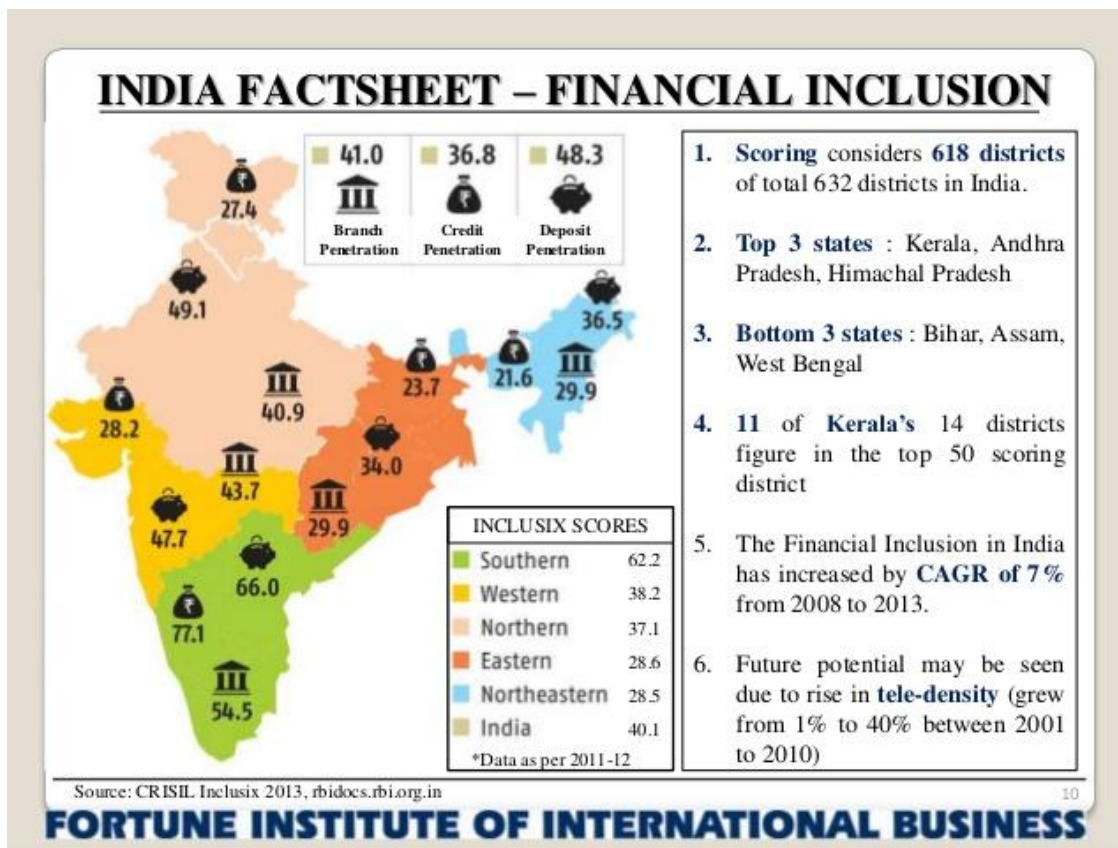 INDIA FACTSHEET – FINANCIAL INCLUSION
41.0 36.8 48.3
Branch Penetration
Credit Penetration
Deposit Penetration
₹
27.4
49.1
36.5
₹
23.7
₹
21.6
29.9
40.9
₹
28.2
34.0
43.7
29.9
47.7
66.0
₹
77.1
54.5
INCLUSIX SCORES
Southern 62.2
Western 38.2
Northern 37.1
Eastern 28.6
Northeastern 28.5
India 40.1
*Data as per 2011-12
1. Scoring considers 618 districts
of total 632 districts in India.
2. Top 3 states : Kerala, Andhra
Pradesh, Himachal Pradesh
3. Bottom 3 states : Bihar, Assam,
West Bengal
4. 11 of Kerala's 14 districts
figure in the top 50 scoring
district
5. The Financial Inclusion in India
has increased by CAGR of 7%
from 2008 to 2013.
6. Future potential may be seen
due to rise in tele-density (grew
from 1% to 40% between 2001
to 2010)
Source: CRISIL Inclusix 2013, rbidocs.rbi.org.in
10
FORTUNE INSTITUTE OF INTERNATIONAL BUSINESS